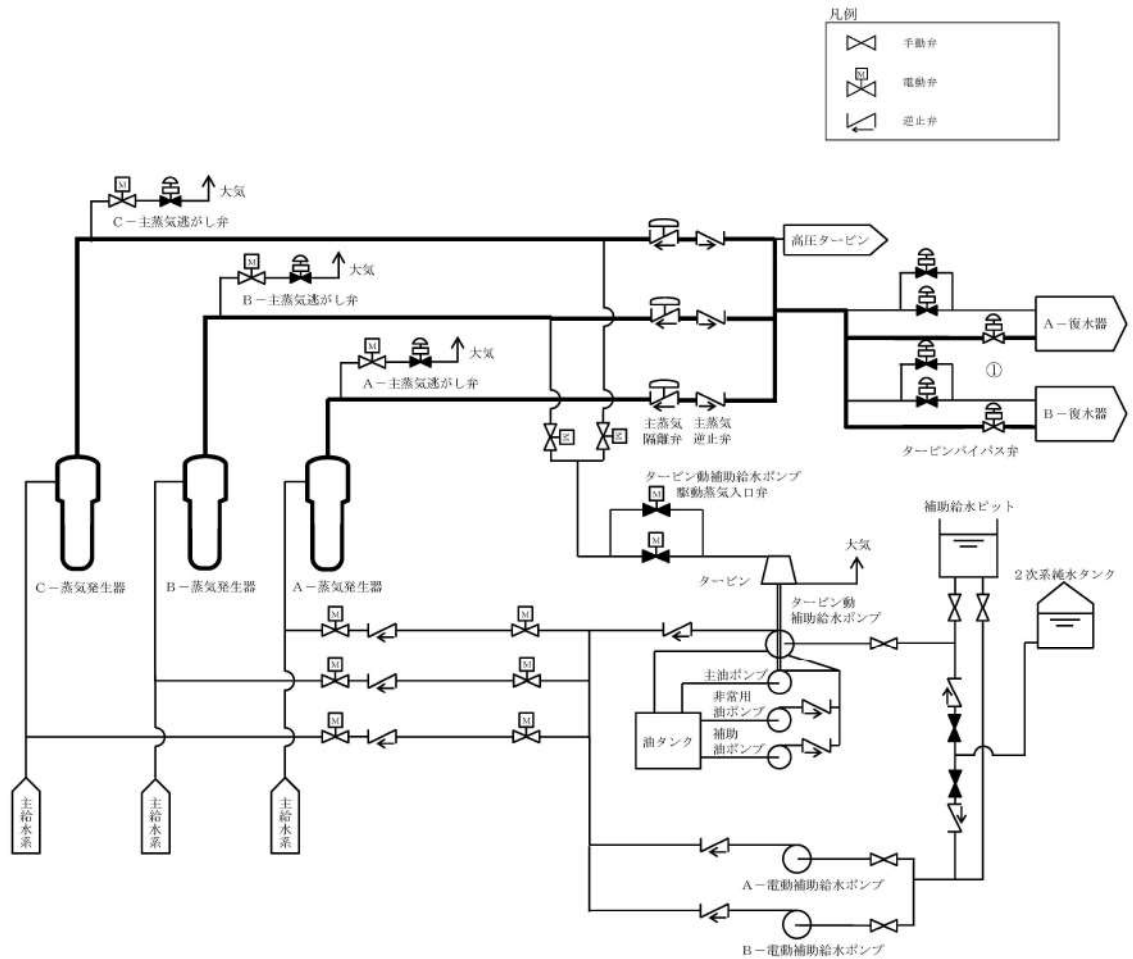 凡例
手動弁
M
電動弁
逆止弁
M
大気
C－主蒸気逃がし弁
高圧タービン
M
大気
B－主蒸気逃がし弁
A－復水器
M
大気
A－主蒸気逃がし弁
①
B－復水器
主蒸気
隔離弁
主蒸気
逆止弁
M
M
タービンバイパス弁
タービン動補助給水ポンプ
駆動蒸気入口弁
M
M
補助給水ピット
大気
タービン
2次系純水タンク
C－蒸気発生器
B－蒸気発生器
A－蒸気発生器
タービン動
補助給水ポンプ
M
M
M
M
M
M
主油ポンプ
非常用
油ポンプ
補助
油ポンプ
油タンク
主給水系
主給水系
主給水系
A－電動補助給水ポンプ
B－電動補助給水ポンプ